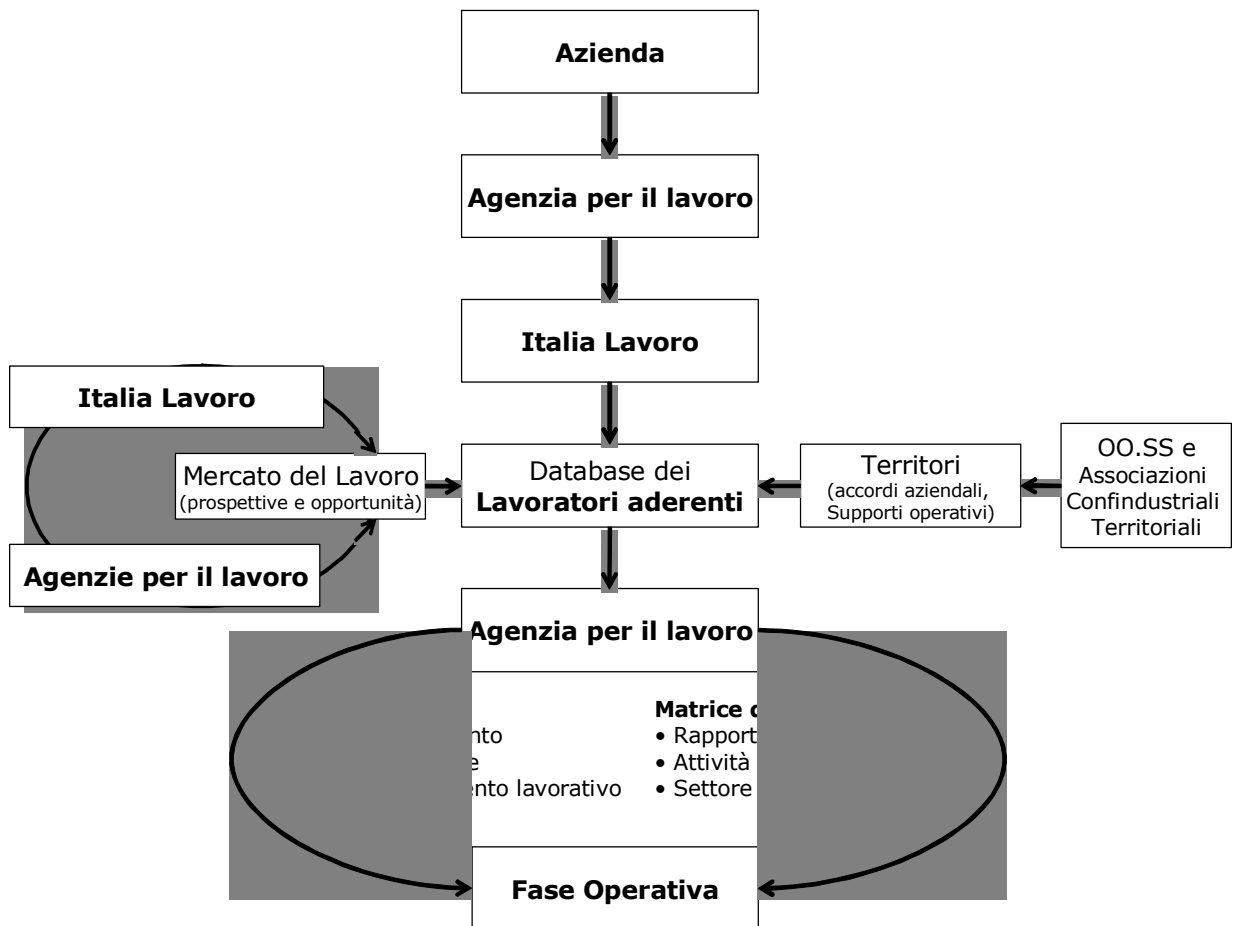 Azienda
Agenzia per il lavoro
Italia Lavoro
Italia Lavoro
Mercato del Lavoro
(prospettive e opportunità)
Agenzie per il lavoro
Database dei
Lavoratori aderenti
Territori
(accordi aziendali,
Supporti operativi)
OO.SS e
Associazioni
Confindustriali
Territoriali
Agenzia per il lavoro
Matrice
• Rapport
• Attività
lavorativo
• Settore
Fase Operativa